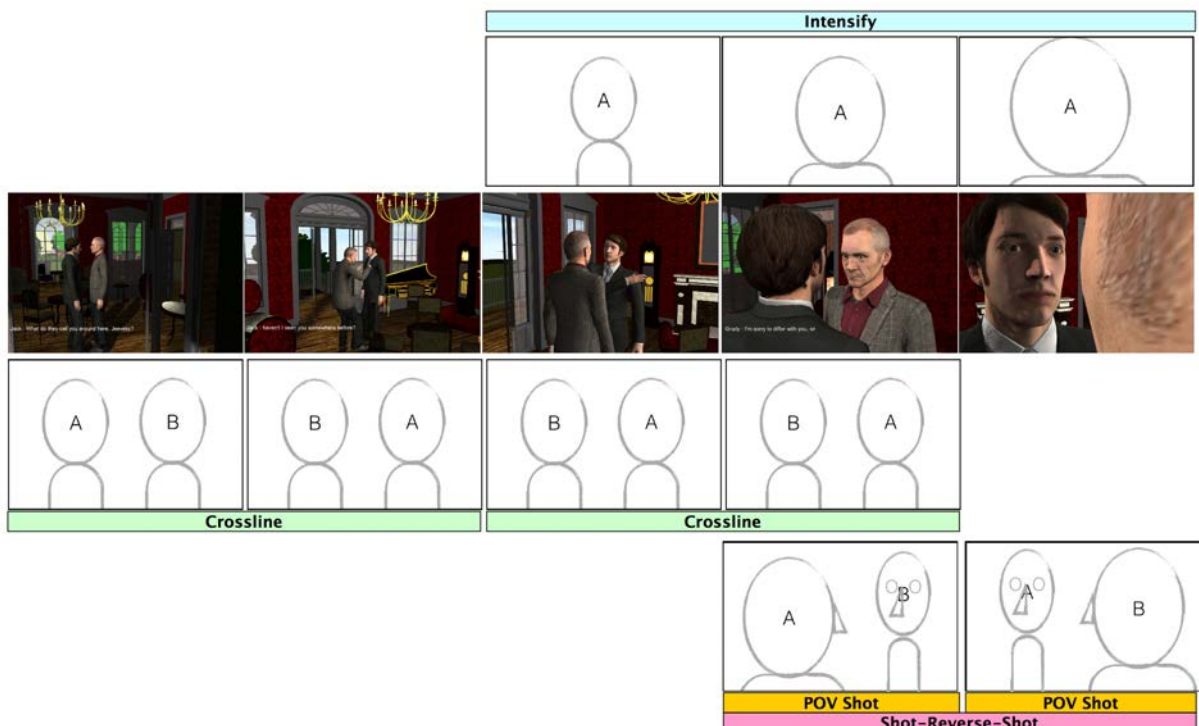 Intensify
A
A
A
Jack : What do they call you around here, Jeevesy?
Jack : haven't I seen you somewhere before?
Grady : I'm sorry to differ with you, sir
A B
B A
B A
B A
Crossline
Crossline
A B
A B
POV Shot
POV Shot
Shot-Reverse-Shot